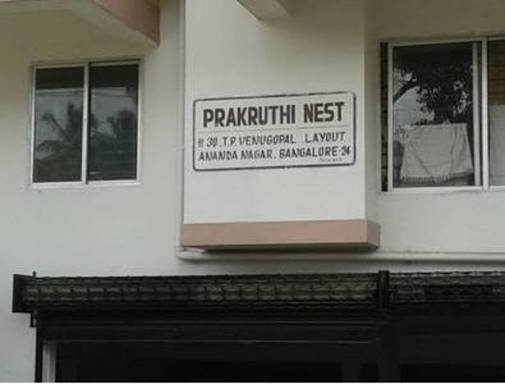 PRAKRUTHI NEST
# 30, T.P. VENUGOPAL LAYOUT
ANANDA NAGAR, BANGALORE-24